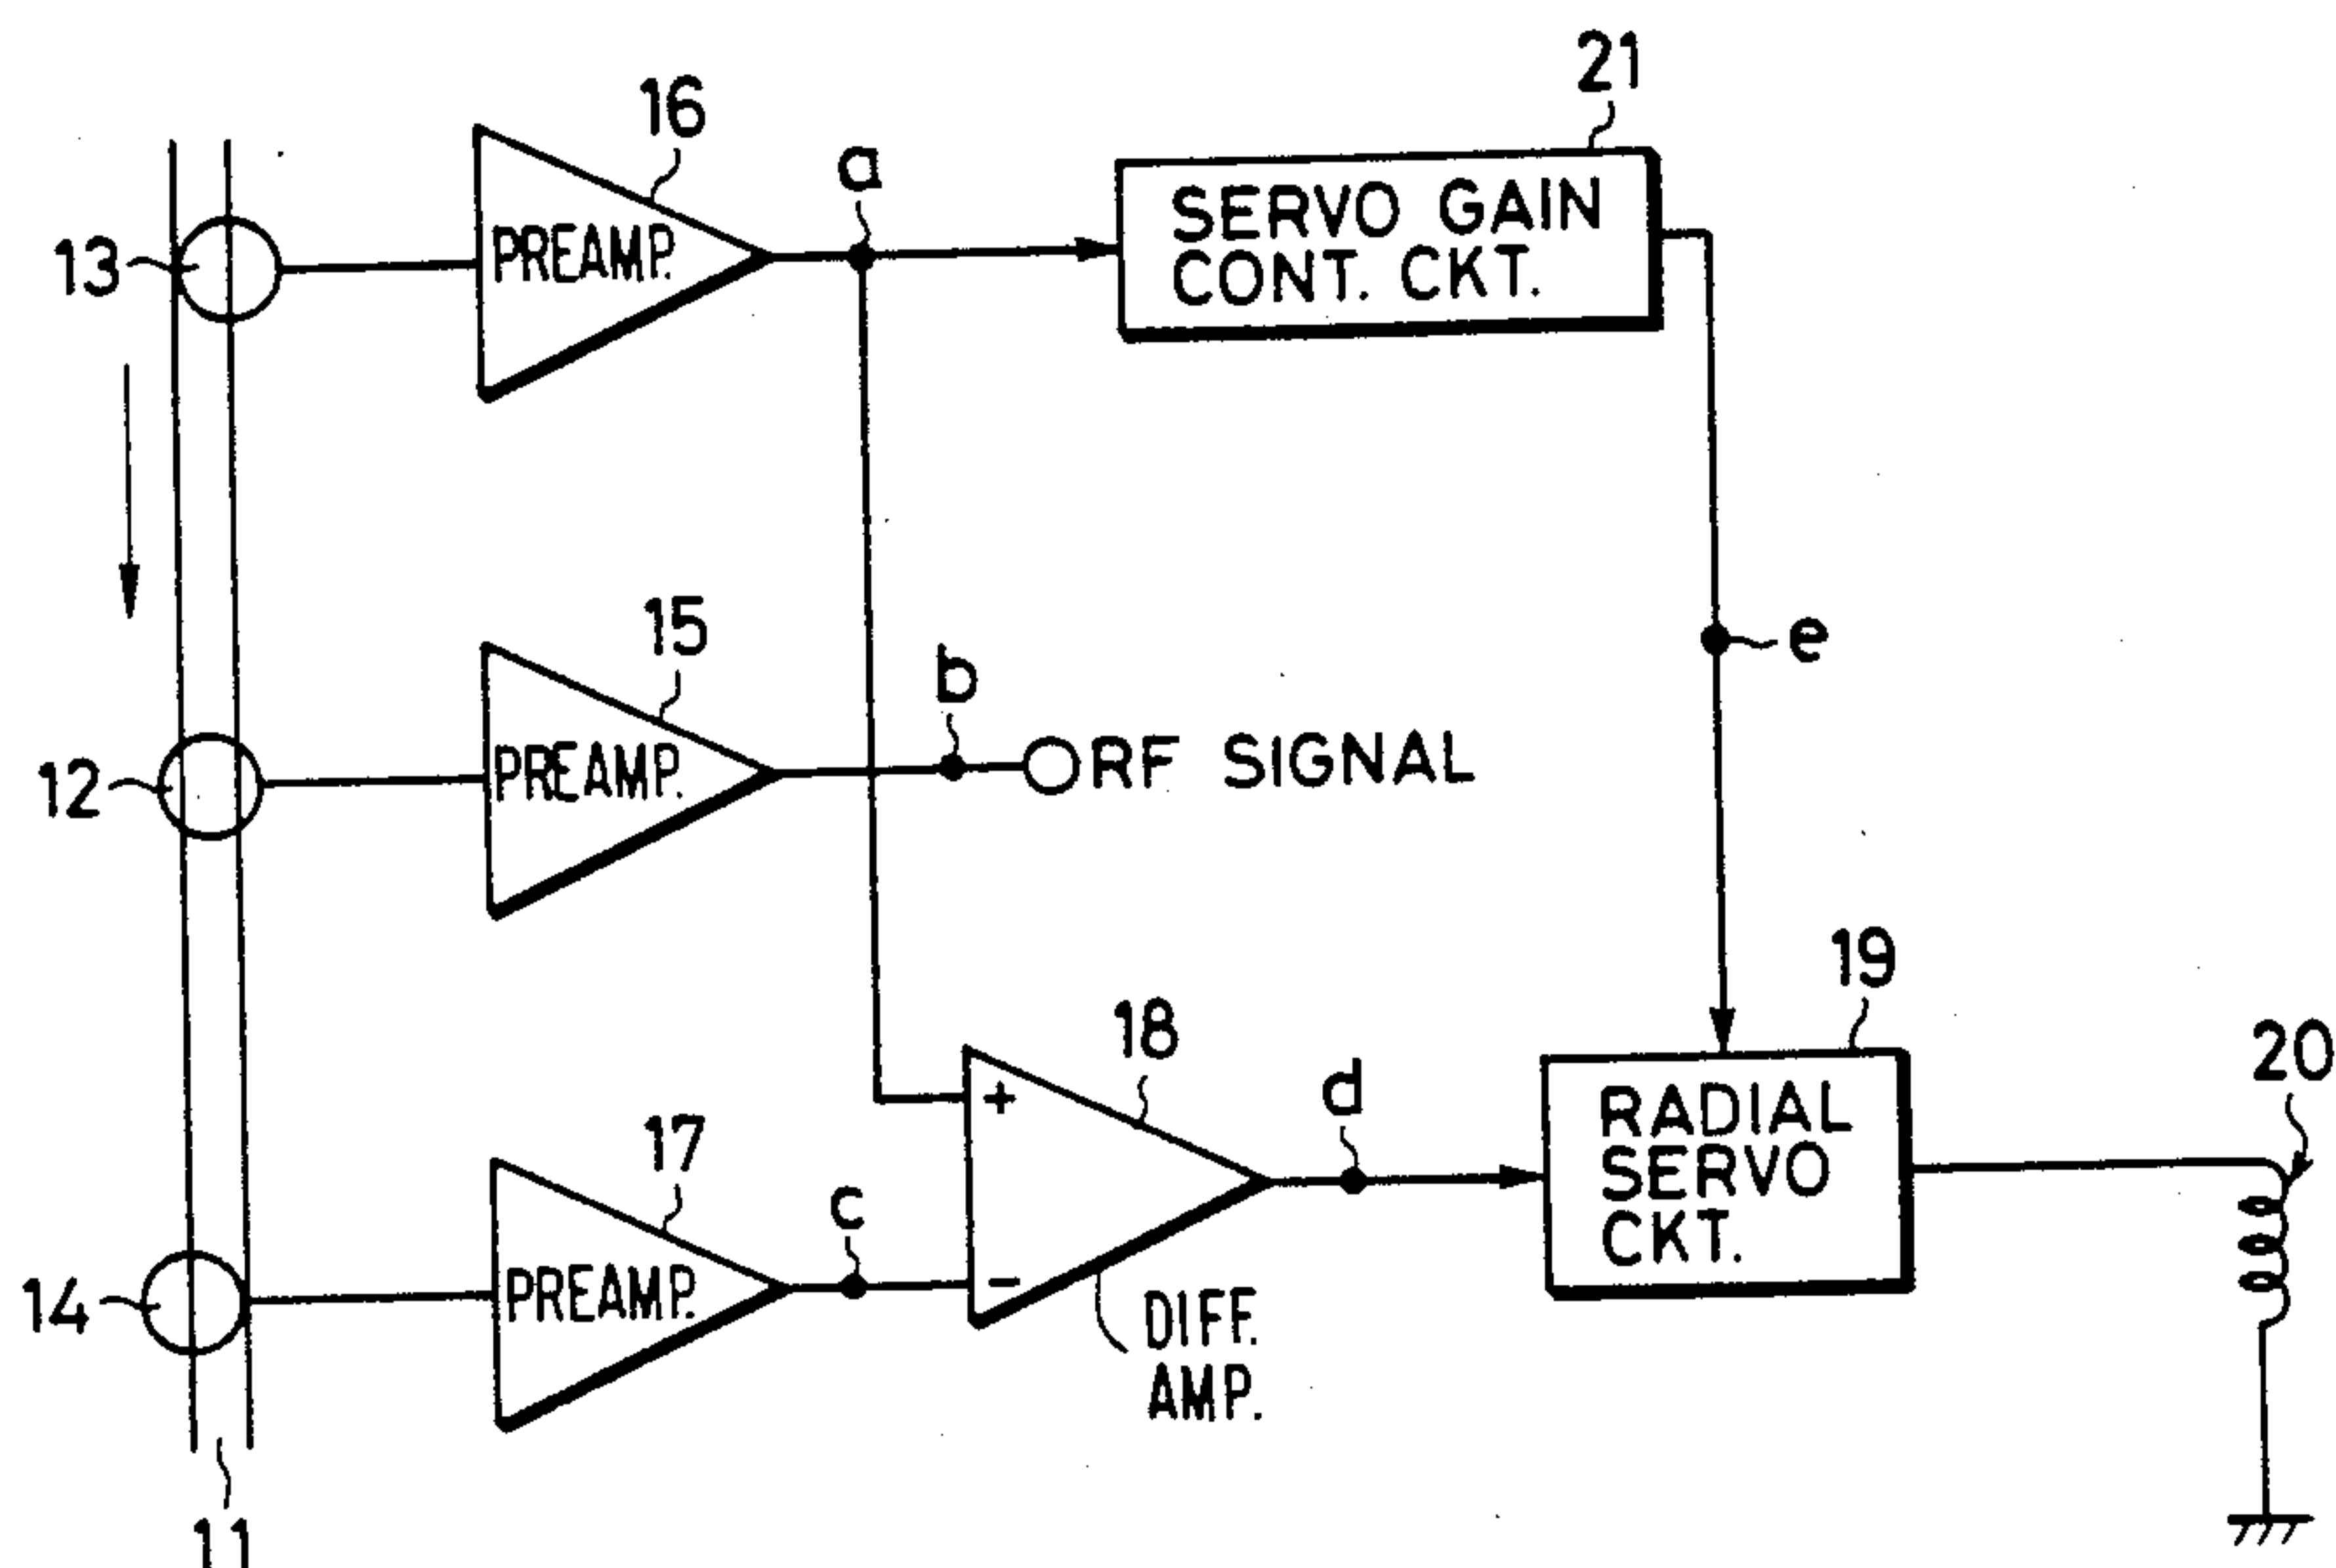 21
16
a
SERVO GAIN
CONT. CKT.
PREAMP.
13
15
b
e
PREAMP.
RF SIGNAL
12
19
18
20
d
+
RADIAL
SERVO
CKT.
17
c
-
PREAMP.
14
DIFF.
AMP.
11